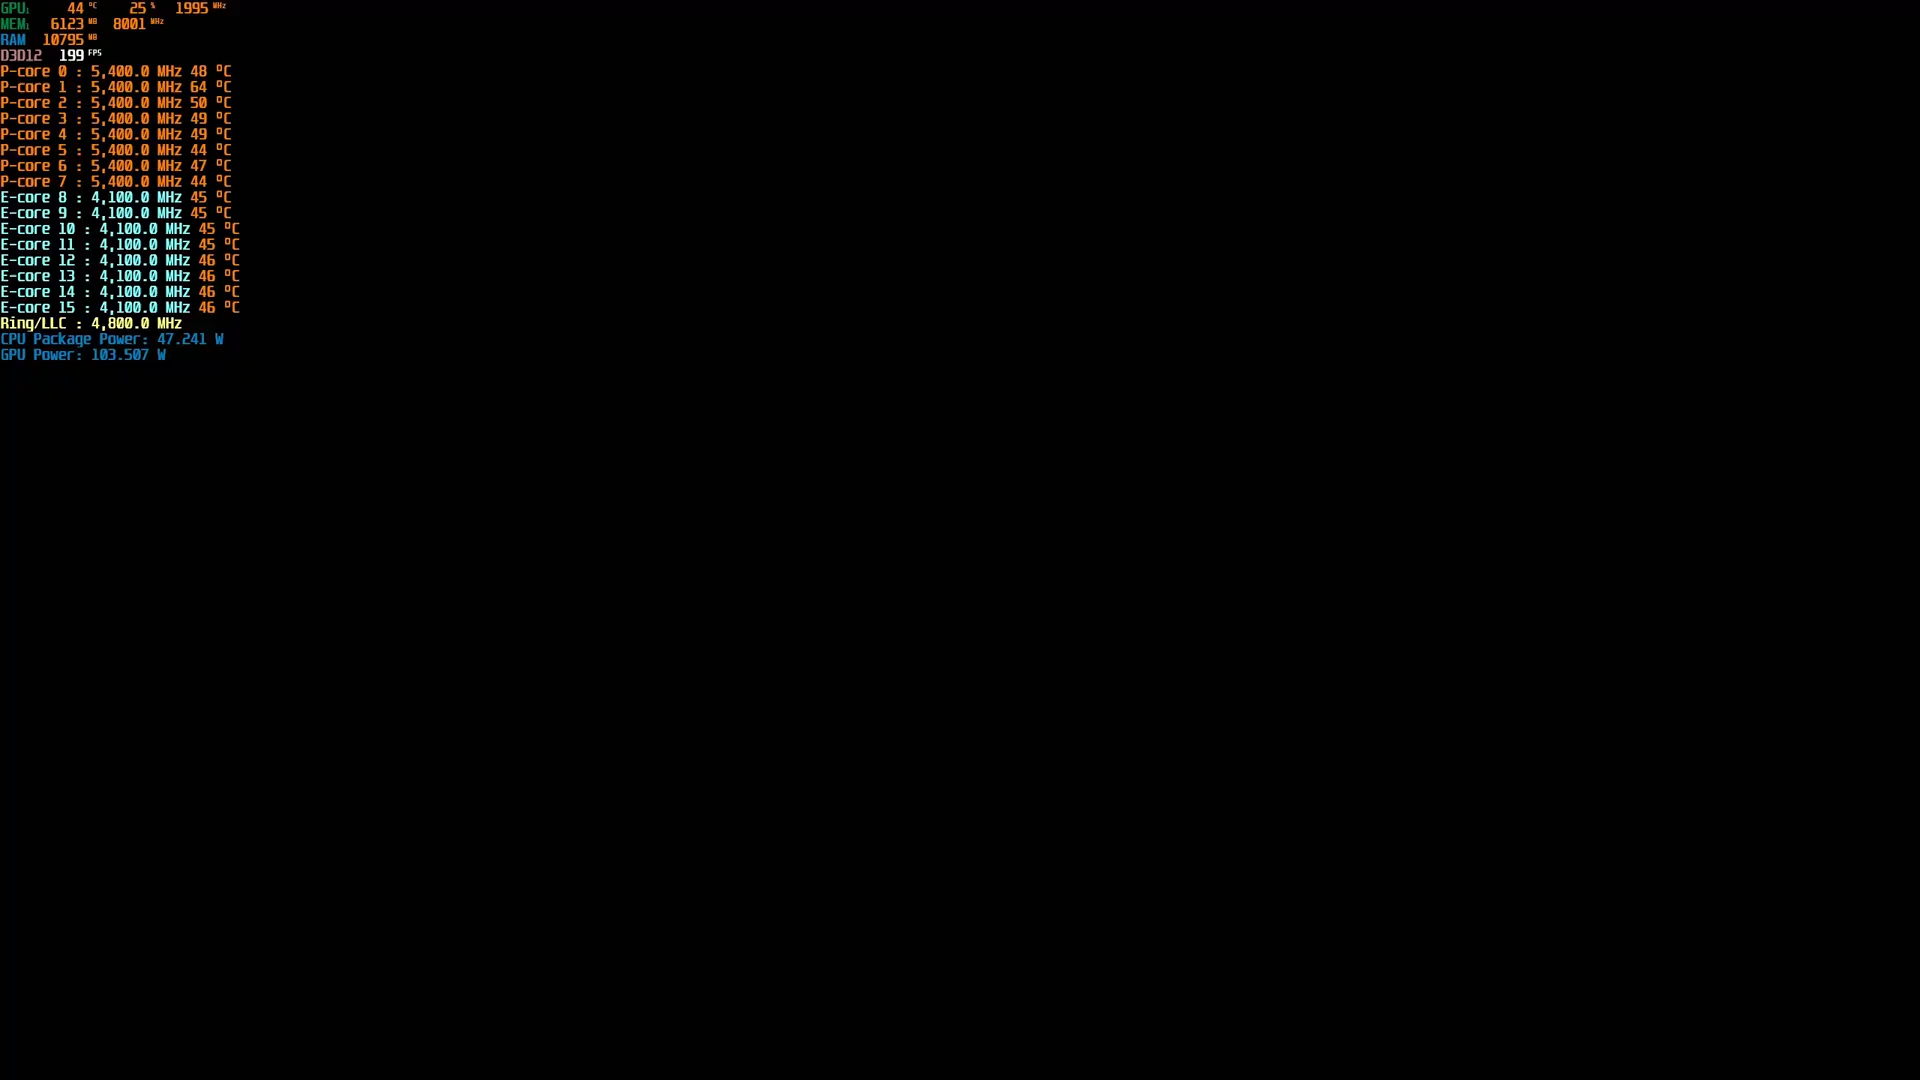 GPU1 44 °C 25 % 1995 MHz
MEM1 6123 MB 8001 MHz
RAM 10795 MB
D3D12 199 FPS
P-core 0 : 5,400.0 MHz 48 °C
P-core 1 : 5,400.0 MHz 64 °C
P-core 2 : 5,400.0 MHz 50 °C
P-core 3 : 5,400.0 MHz 49 °C
P-core 4 : 5,400.0 MHz 49 °C
P-core 5 : 5,400.0 MHz 44 °C
P-core 6 : 5,400.0 MHz 47 °C
P-core 7 : 5,400.0 MHz 44 °C
E-core 8 : 4,100.0 MHz 45 °C
E-core 9 : 4,100.0 MHz 45 °C
E-core 10 : 4,100.0 MHz 45 °C
E-core 11 : 4,100.0 MHz 45 °C
E-core 12 : 4,100.0 MHz 46 °C
E-core 13 : 4,100.0 MHz 46 °C
E-core 14 : 4,100.0 MHz 46 °C
E-core 15 : 4,100.0 MHz 46 °C
Ring/LLC : 4,800.0 MHz
CPU Package Power: 47.241 W
GPU Power: 103.507 W